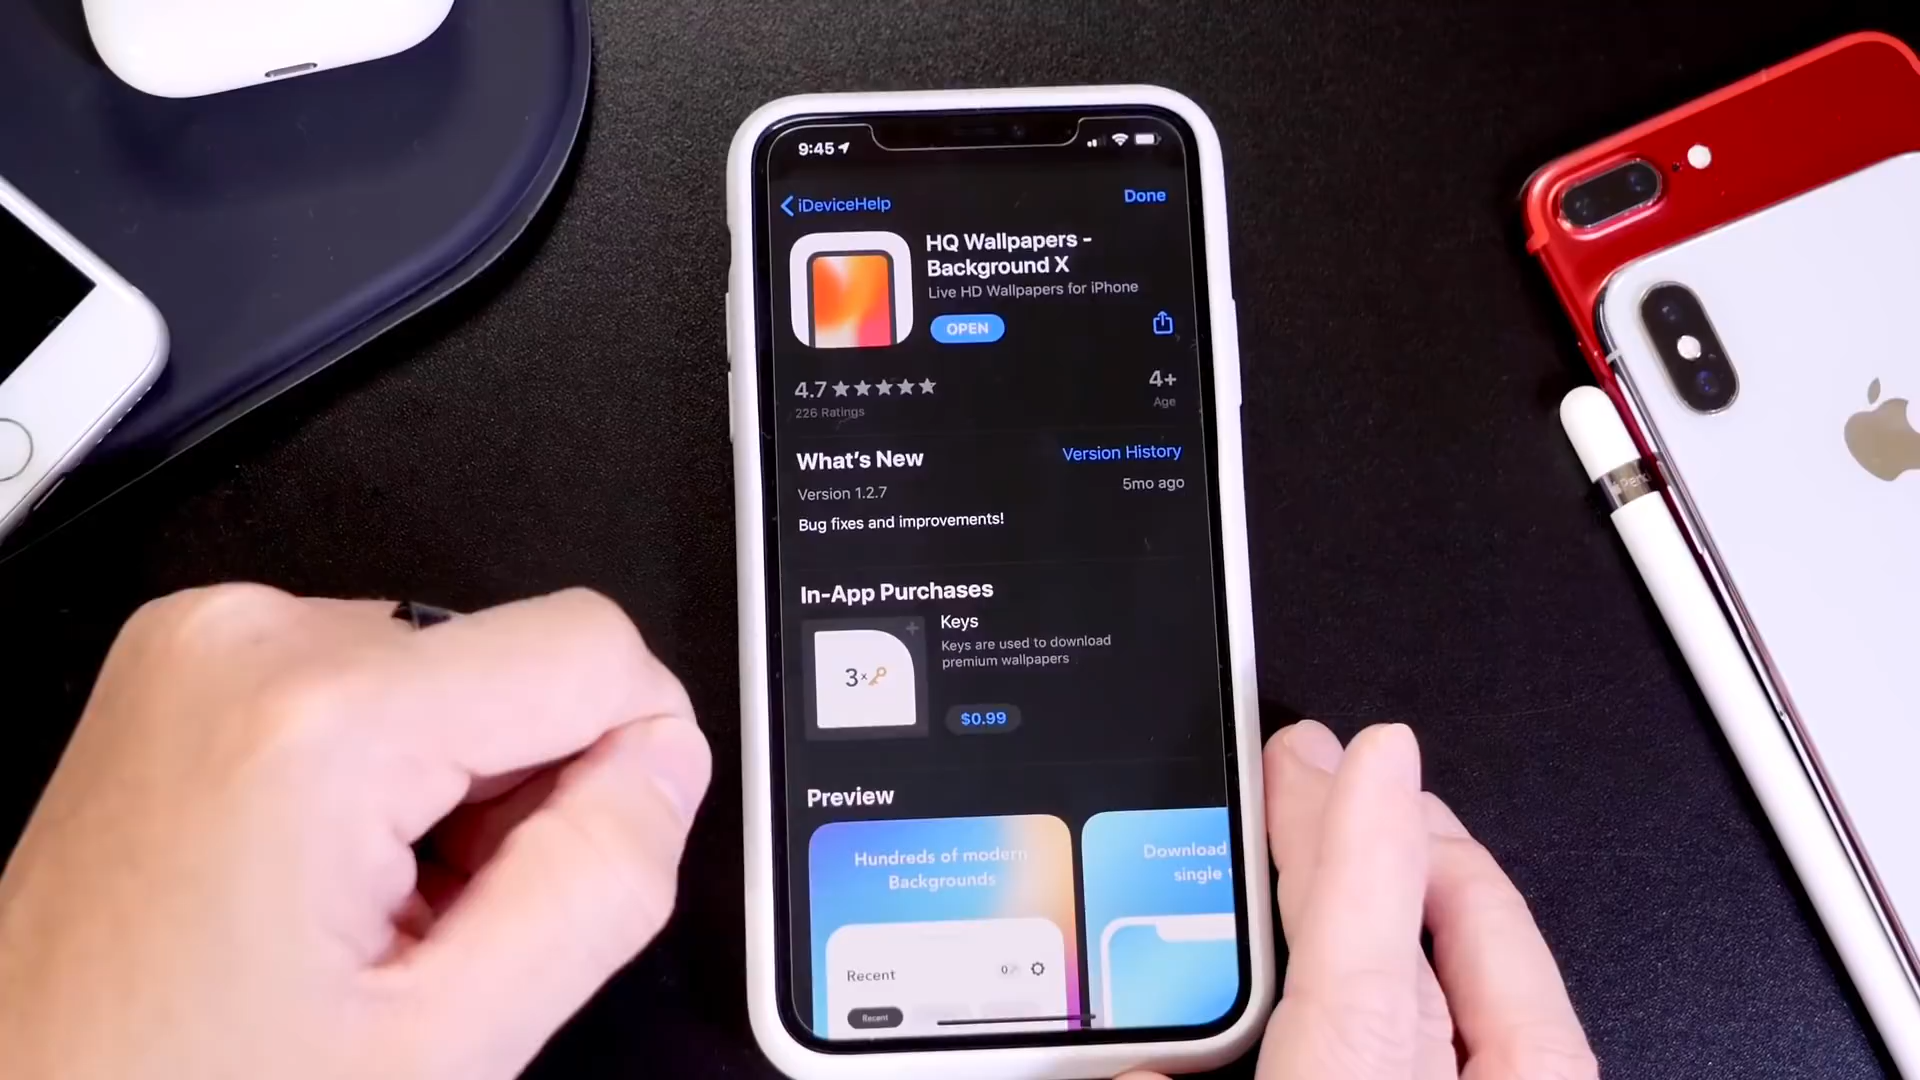 9:45
iDeviceHelp
Done
HQ Wallpapers -
Background X
Live HD Wallpapers for iPhone
OPEN
4.7
4+
226 Ratings
Age
What's New
Version History
Version 1.2.7
5mo ago
Bug fixes and improvements!
In-App Purchases
Keys
Keys are used to download
premium wallpapers
3×
$0.99
Preview
Hundreds of modern
Backgrounds
Download
single
Recent
0
Recent